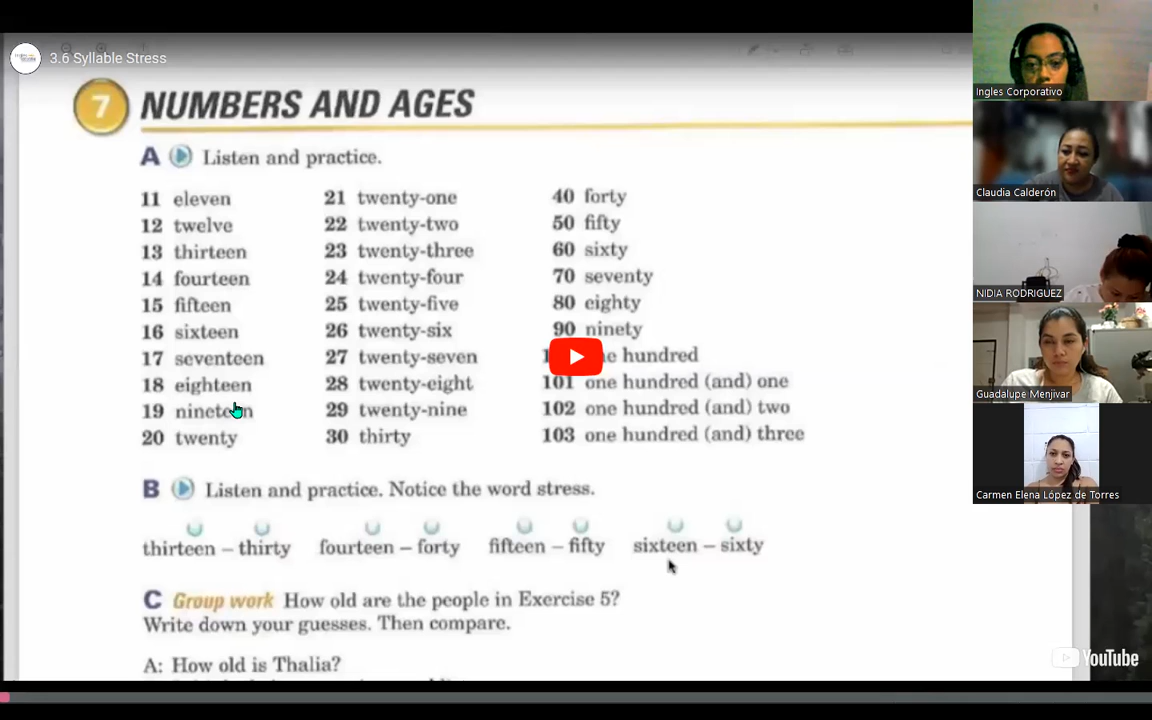 3.6 Syllable Stress
7 NUMBERS AND AGES
A Listen and practice.
11 eleven 21 twenty-one 40 forty
12 twelve 22 twenty-two 50 fifty
13 thirteen 23 twenty-three 60 sixty
14 fourteen 24 twenty-four 70 seventy
15 fifteen 25 twenty-five 80 eighty
16 sixteen 26 twenty-six 90 ninety
17 seventeen 27 twenty-seven hundred
18 eighteen 28 twenty-eight 101 one hundred (and) one
19 nineteen 29 twenty-nine 102 one hundred (and) two
20 twenty 30 thirty 103 one hundred (and) three
B Listen and practice. Notice the word stress.
thirteen – thirty fourteen – forty fifteen – fifty sixteen – sixty
C Group work How old are the people in Exercise 5?
Write down your guesses. Then compare.
A: How old is Thalia?
YouTube
Ingles Corporativo
Claudia Calderón
NIDIA RODRIGUEZ
Guadalupe Menjivar
Carmen Elena López de Torres